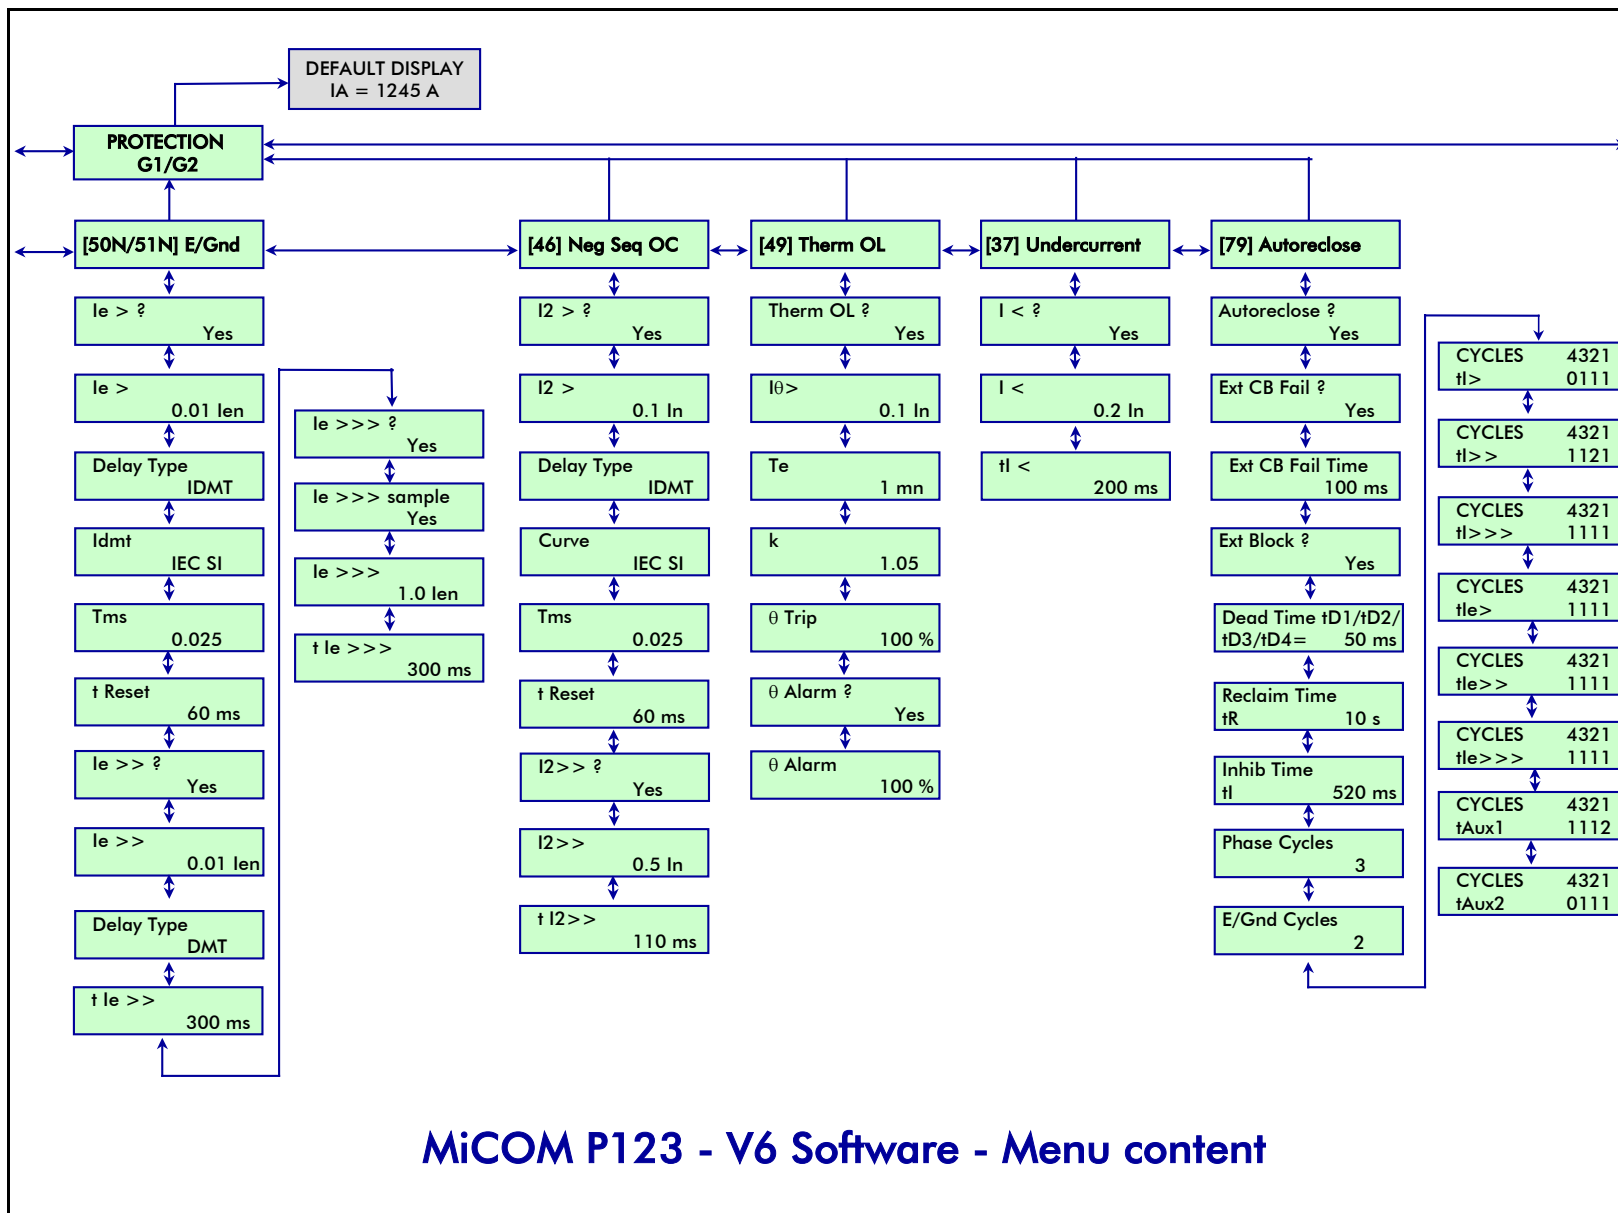 DEFAULT DISPLAY
IA = 1245 A
PROTECTION
G1/G2
[50N/51N] E/Gnd
Ie > ?
Yes
Ie >
0.01 Ien
Delay Type
IDMT
Idmt
IEC SI
Tms
0.025
t Reset
60 ms
Ie >> ?
Yes
Ie >>
0.01 Ien
Delay Type
DMT
t Ie >>
300 ms
Ie >>> ?
Yes
Ie >>> sample
Yes
Ie >>>
1.0 Ien
t Ie >>>
300 ms
[46] Neg Seq OC
I2 > ?
Yes
I2 >
0.1 In
Delay Type
IDMT
Curve
IEC SI
Tms
0.025
t Reset
60 ms
I2>> ?
Yes
I2>>
0.5 In
t I2>>
110 ms
[49] Therm OL
Therm OL ?
Yes
Iθ>
0.1 In
Te
1 mn
k
1.05
θ Trip
100 %
θ Alarm ?
Yes
θ Alarm
100 %
[37] Undercurrent
I < ?
Yes
I <
0.2 In
tI <
200 ms
[79] Autoreclose
Autoreclose ?
Yes
Ext CB Fail ?
Yes
Ext CB Fail Time
100 ms
Ext Block ?
Yes
Dead Time tD1/tD2/
tD3/tD4= 50 ms
Reclaim Time
tR 10 s
Inhib Time
tI 520 ms
Phase Cycles
3
E/Gnd Cycles
2
CYCLES 4321
tI> 0111
CYCLES 4321
tI>> 1121
CYCLES 4321
tI>>> 1111
CYCLES 4321
tIe> 1111
CYCLES 4321
tIe>> 1111
CYCLES 4321
tIe>>> 1111
CYCLES 4321
tAux1 1112
CYCLES 4321
tAux2 0111
MiCOM P123 - V6 Software - Menu content